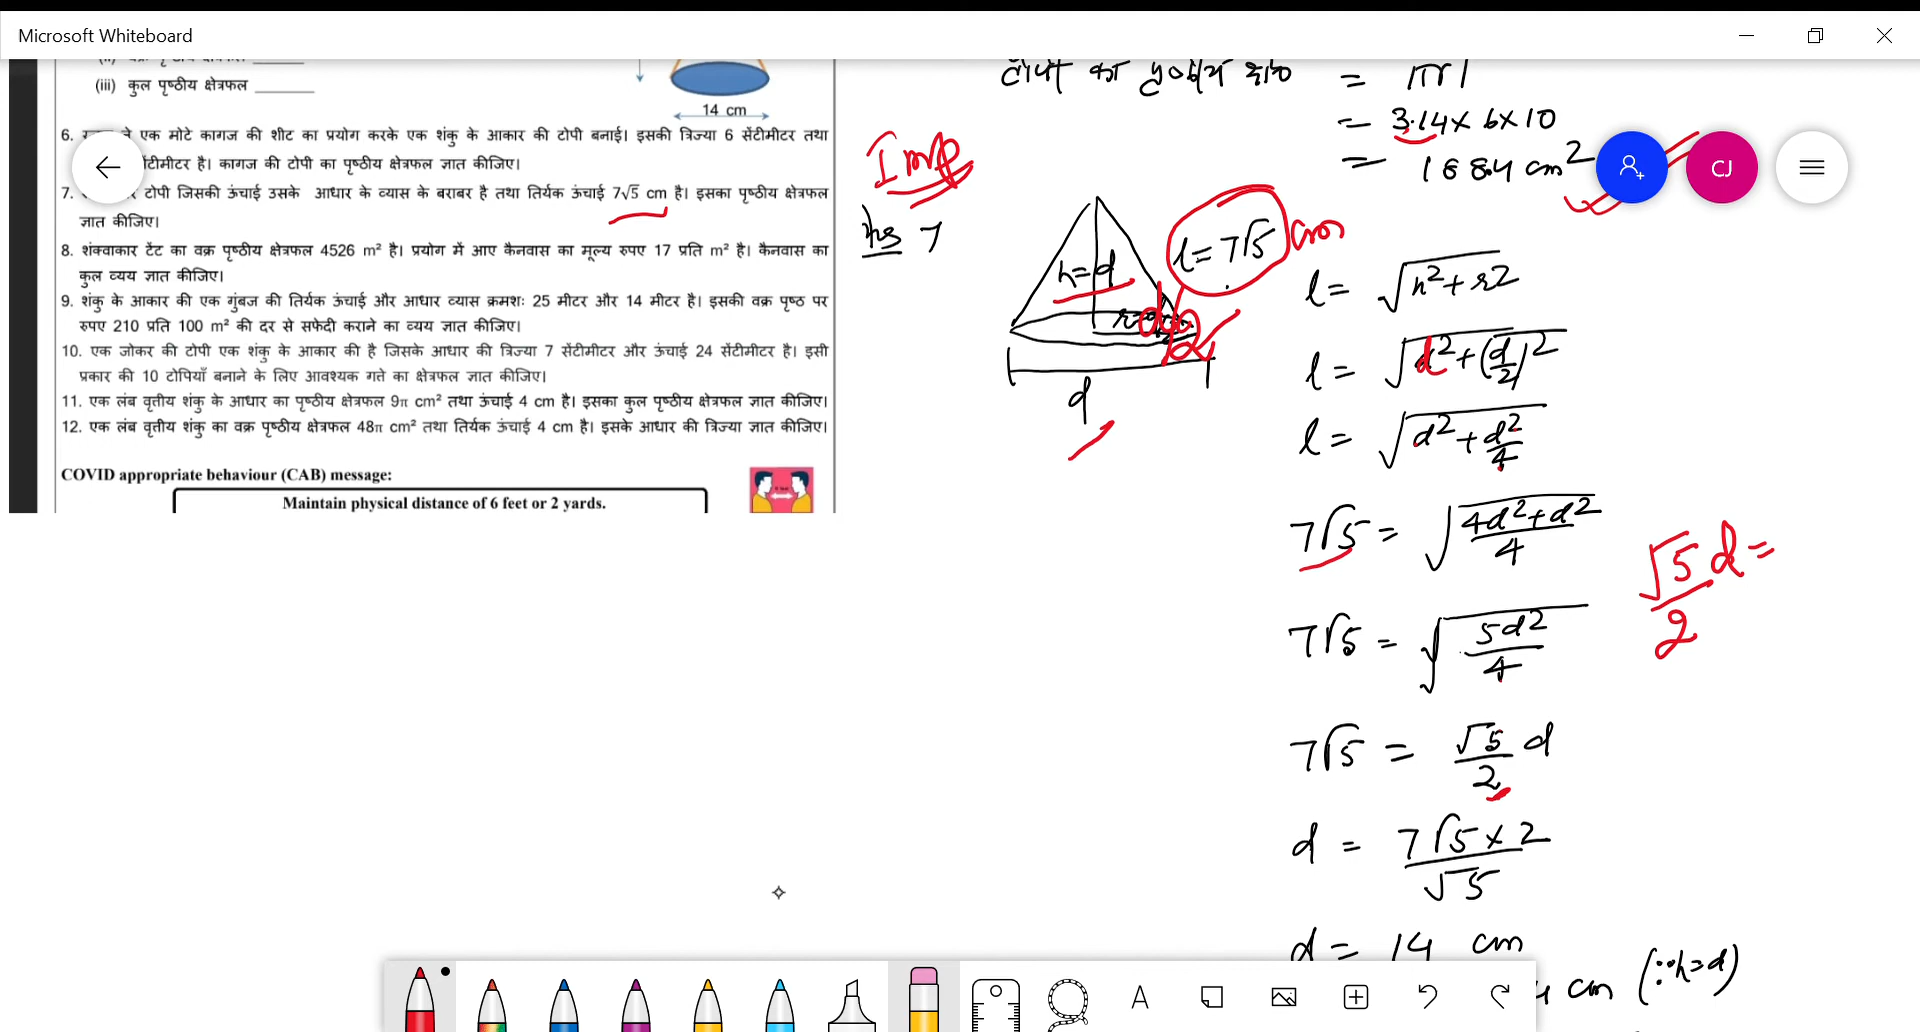 Microsoft Whiteboard
(iii) कुल पृष्ठीय क्षेत्रफल ______
14 cm
6. ने एक मोटे कागज की शीट का प्रयोग करके एक शंकु के आकार की टोपी बनाई। इसकी त्रिज्या 6 सेंटीमीटर तथा
टीमीटर है। कागज की टोपी का पृष्ठीय क्षेत्रफल ज्ञात कीजिए।
7. टोपी जिसकी ऊंचाई उसके आधार के व्यास के बराबर है तथा तिर्यक ऊंचाई 7√5 cm है। इसका पृष्ठीय क्षेत्रफल
ज्ञात कीजिए।
8. शंक्वाकार टेंट का वक्र पृष्ठीय क्षेत्रफल 4526 m² है। प्रयोग में आए कैनवास का मूल्य रुपए 17 प्रति m² है। कैनवास का
कुल व्यय ज्ञात कीजिए।
9. शंकु के आकार की एक गुंबज की तिर्यक ऊंचाई और आधार व्यास क्रमशः 25 मीटर और 14 मीटर है। इसकी वक्र पृष्ठ पर
रुपए 210 प्रति 100 m² की दर से सफेदी कराने का व्यय ज्ञात कीजिए।
10. एक जोकर की टोपी एक शंकु के आकार की है जिसके आधार की त्रिज्या 7 सेंटीमीटर और ऊंचाई 24 सेंटीमीटर है। इसी
प्रकार की 10 टोपियाँ बनाने के लिए आवश्यक गते का क्षेत्रफल ज्ञात कीजिए।
11. एक लंब वृतीय शंकु के आधार का पृष्ठीय क्षेत्रफल 9π cm² तथा ऊंचाई 4 cm है। इसका कुल पृष्ठीय क्षेत्रफल ज्ञात कीजिए।
12. एक लंब वृतीय शंकु का वक्र पृष्ठीय क्षेत्रफल 48π cm² तथा तिर्यक ऊंचाई 4 cm है। इसके आधार की त्रिज्या ज्ञात कीजिए।
COVID appropriate behaviour (CAB) message:
Maintain physical distance of 6 feet or 2 yards.
टोपी का पृष्ठीय क्षे० = πrl
= 3.14 × 6 × 10
= 188.4 cm²
CJ
Imp
7
h=d
l = 7√5 cm
d
l = √h²+r²
l = √d²+(d/2)²
l = √d²+d²/4
7√5 = √4d²+d²/4
√5/2 d =
7√5 = √5d²/4
7√5 = √5/2 d
d = 7√5×2/√5
d = 14 cm
cm (∵h=d)
A